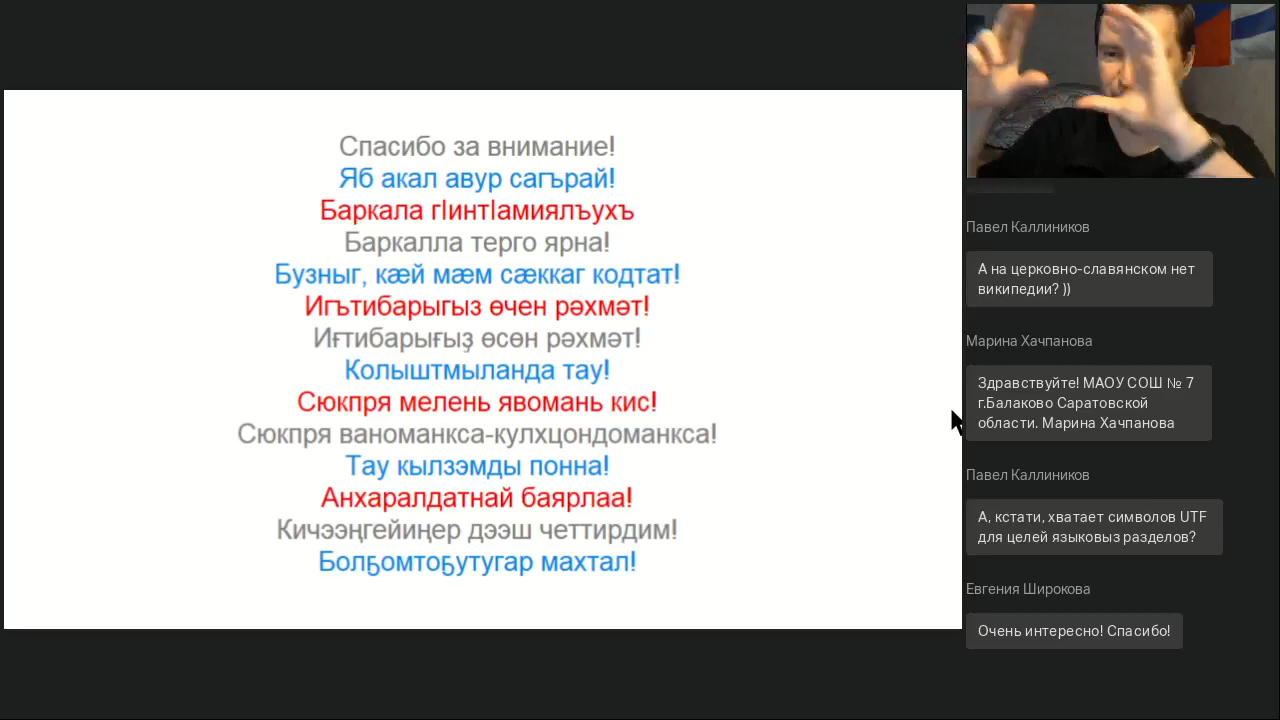 Спасибо за внимание!
Яб акал авур сагърай!
Баркала гӀинтӀамиялъухъ
Баркалла терго ярна!
Бузныг, кӕй мӕм сӕккаг кодтат!
Игътибарыгыз өчен рәхмәт!
Иғтибарығыҙ өсөн рәхмәт!
Колыштмыланда тау!
Сюкпря мелень явомань кис!
Сюкпря ваноманкса-кулхцондоманкса!
Тау кылзэмды понна!
Анхаралдатнай баярлаа!
Кичээңгейиңер дээш четтирдим!
Болҕомтоҕутугар махтал!
Павел Каллиников
А на церковно-славянском нет
википедии? ))
Марина Хачпанова
Здравствуйте! МАОУ СОШ № 7
г.Балаково Саратовской
области. Марина Хачпанова
Павел Каллиников
А, кстати, хватает символов UTF
для целей языковыз разделов?
Евгения Широкова
Очень интересно! Спасибо!